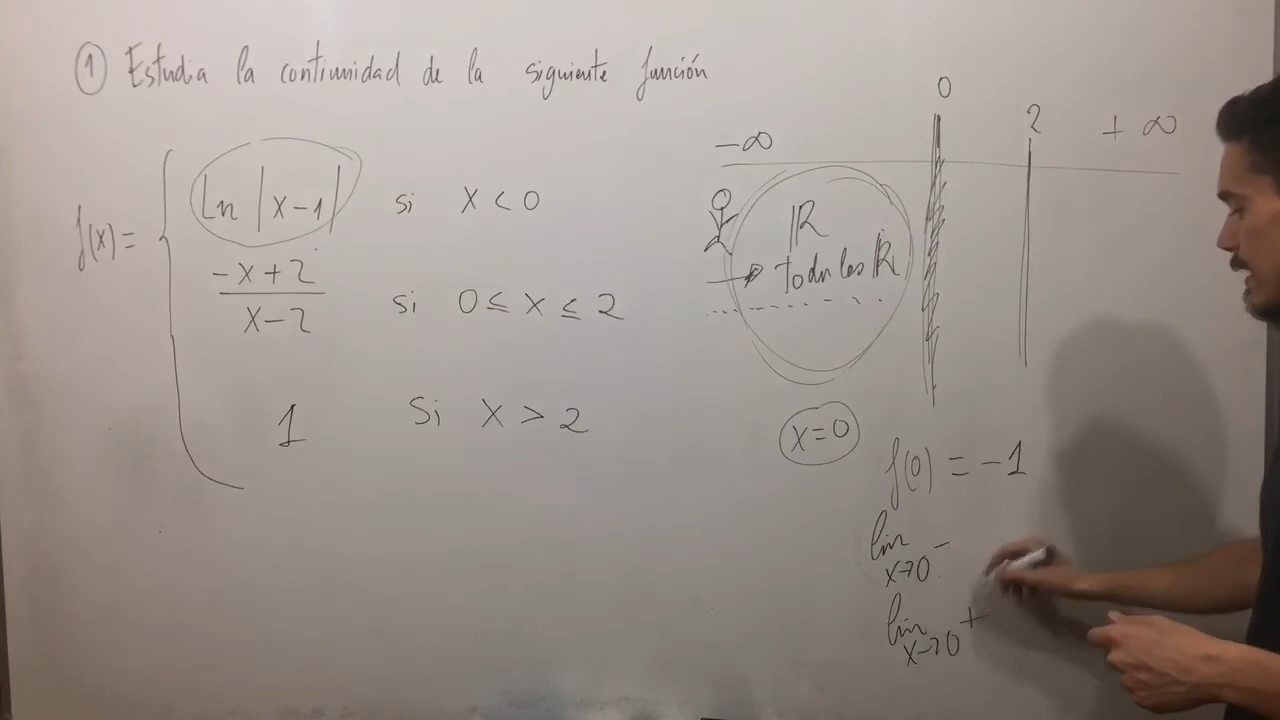 ① Estudia la continuidad de la siguiente función
f(x) = { Ln |x-1| si x < 0
-x+2 / x-2 si 0 ≤ x ≤ 2
1 Si x > 2
-∞ 0 2 +∞
ℝ
todos los ℝ
x=0
f(0) = -1
lim x→0⁻
lim x→0⁺